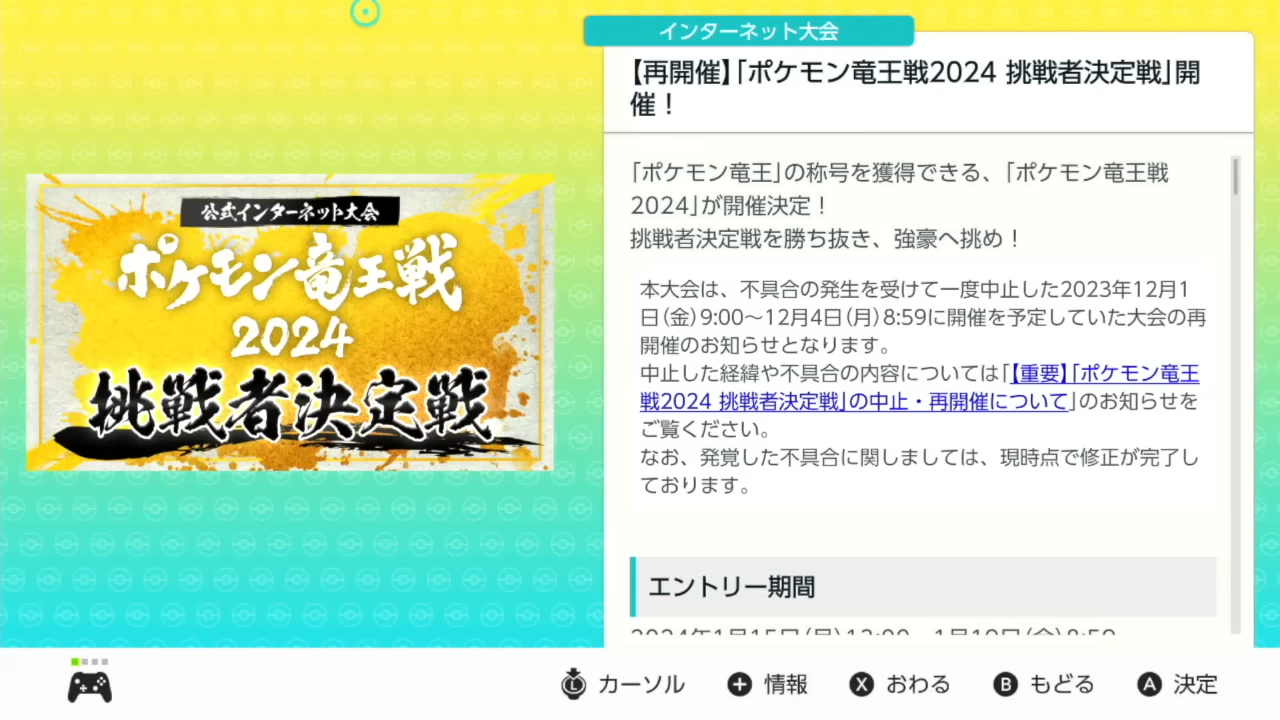 インターネット大会
【再開催】「ポケモン竜王戦2024 挑戦者決定戦」開
催！
公式インターネット大会
ポケモン竜王戦
2024
挑戦者決定戦
「ポケモン竜王」の称号を獲得できる、「ポケモン竜王戦
2024」が開催決定！
挑戦者決定戦を勝ち抜き、強豪へ挑め！
本大会は、不具合の発生を受けて一度中止した2023年12月1
日（金）9:00～12月4日（月）8:59に開催を予定していた大会の再
開催のお知らせとなります。
中止した経緯や不具合の内容については「【重要】「ポケモン竜王
戦2024 挑戦者決定戦」の中止・再開催について」のお知らせを
ご覧ください。
なお、発覚した不具合に関しましては、現時点で修正が完了し
ております。
エントリー期間
L カーソル
+ 情報
X おわる
B もどる
A 決定